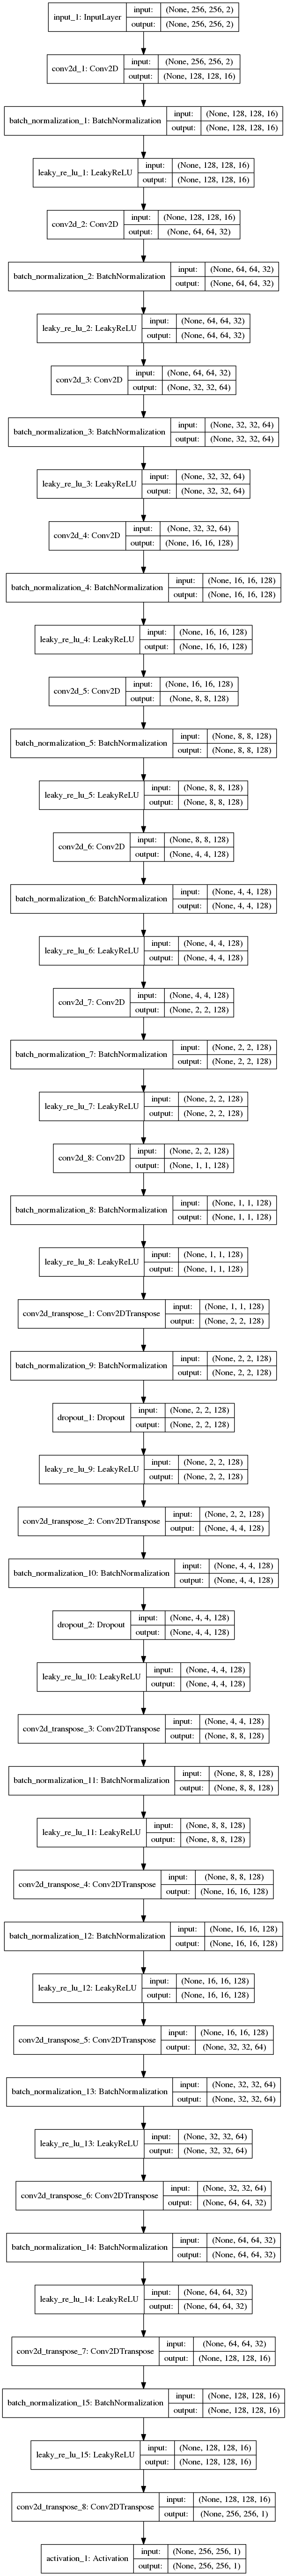 input_1: InputLayer input: (None, 256, 256, 2)
output: (None, 256, 256, 2)
conv2d_1: Conv2D input: (None, 256, 256, 2)
output: (None, 128, 128, 16)
batch_normalization_1: BatchNormalization input: (None, 128, 128, 16)
output: (None, 128, 128, 16)
leaky_re_lu_1: LeakyReLU input: (None, 128, 128, 16)
output: (None, 128, 128, 16)
conv2d_2: Conv2D input: (None, 128, 128, 16)
output: (None, 64, 64, 32)
batch_normalization_2: BatchNormalization input: (None, 64, 64, 32)
output: (None, 64, 64, 32)
leaky_re_lu_2: LeakyReLU input: (None, 64, 64, 32)
output: (None, 64, 64, 32)
conv2d_3: Conv2D input: (None, 64, 64, 32)
output: (None, 32, 32, 64)
batch_normalization_3: BatchNormalization input: (None, 32, 32, 64)
output: (None, 32, 32, 64)
leaky_re_lu_3: LeakyReLU input: (None, 32, 32, 64)
output: (None, 32, 32, 64)
conv2d_4: Conv2D input: (None, 32, 32, 64)
output: (None, 16, 16, 128)
batch_normalization_4: BatchNormalization input: (None, 16, 16, 128)
output: (None, 16, 16, 128)
leaky_re_lu_4: LeakyReLU input: (None, 16, 16, 128)
output: (None, 16, 16, 128)
conv2d_5: Conv2D input: (None, 16, 16, 128)
output: (None, 8, 8, 128)
batch_normalization_5: BatchNormalization input: (None, 8, 8, 128)
output: (None, 8, 8, 128)
leaky_re_lu_5: LeakyReLU input: (None, 8, 8, 128)
output: (None, 8, 8, 128)
conv2d_6: Conv2D input: (None, 8, 8, 128)
output: (None, 4, 4, 128)
batch_normalization_6: BatchNormalization input: (None, 4, 4, 128)
output: (None, 4, 4, 128)
leaky_re_lu_6: LeakyReLU input: (None, 4, 4, 128)
output: (None, 4, 4, 128)
conv2d_7: Conv2D input: (None, 4, 4, 128)
output: (None, 2, 2, 128)
batch_normalization_7: BatchNormalization input: (None, 2, 2, 128)
output: (None, 2, 2, 128)
leaky_re_lu_7: LeakyReLU input: (None, 2, 2, 128)
output: (None, 2, 2, 128)
conv2d_8: Conv2D input: (None, 2, 2, 128)
output: (None, 1, 1, 128)
batch_normalization_8: BatchNormalization input: (None, 1, 1, 128)
output: (None, 1, 1, 128)
leaky_re_lu_8: LeakyReLU input: (None, 1, 1, 128)
output: (None, 1, 1, 128)
conv2d_transpose_1: Conv2DTranspose input: (None, 1, 1, 128)
output: (None, 2, 2, 128)
batch_normalization_9: BatchNormalization input: (None, 2, 2, 128)
output: (None, 2, 2, 128)
dropout_1: Dropout input: (None, 2, 2, 128)
output: (None, 2, 2, 128)
leaky_re_lu_9: LeakyReLU input: (None, 2, 2, 128)
output: (None, 2, 2, 128)
conv2d_transpose_2: Conv2DTranspose input: (None, 2, 2, 128)
output: (None, 4, 4, 128)
batch_normalization_10: BatchNormalization input: (None, 4, 4, 128)
output: (None, 4, 4, 128)
dropout_2: Dropout input: (None, 4, 4, 128)
output: (None, 4, 4, 128)
leaky_re_lu_10: LeakyReLU input: (None, 4, 4, 128)
output: (None, 4, 4, 128)
conv2d_transpose_3: Conv2DTranspose input: (None, 4, 4, 128)
output: (None, 8, 8, 128)
batch_normalization_11: BatchNormalization input: (None, 8, 8, 128)
output: (None, 8, 8, 128)
leaky_re_lu_11: LeakyReLU input: (None, 8, 8, 128)
output: (None, 8, 8, 128)
conv2d_transpose_4: Conv2DTranspose input: (None, 8, 8, 128)
output: (None, 16, 16, 128)
batch_normalization_12: BatchNormalization input: (None, 16, 16, 128)
output: (None, 16, 16, 128)
leaky_re_lu_12: LeakyReLU input: (None, 16, 16, 128)
output: (None, 16, 16, 128)
conv2d_transpose_5: Conv2DTranspose input: (None, 16, 16, 128)
output: (None, 32, 32, 64)
batch_normalization_13: BatchNormalization input: (None, 32, 32, 64)
output: (None, 32, 32, 64)
leaky_re_lu_13: LeakyReLU input: (None, 32, 32, 64)
output: (None, 32, 32, 64)
conv2d_transpose_6: Conv2DTranspose input: (None, 32, 32, 64)
output: (None, 64, 64, 32)
batch_normalization_14: BatchNormalization input: (None, 64, 64, 32)
output: (None, 64, 64, 32)
leaky_re_lu_14: LeakyReLU input: (None, 64, 64, 32)
output: (None, 64, 64, 32)
conv2d_transpose_7: Conv2DTranspose input: (None, 64, 64, 32)
output: (None, 128, 128, 16)
batch_normalization_15: BatchNormalization input: (None, 128, 128, 16)
output: (None, 128, 128, 16)
leaky_re_lu_15: LeakyReLU input: (None, 128, 128, 16)
output: (None, 128, 128, 16)
conv2d_transpose_8: Conv2DTranspose input: (None, 128, 128, 16)
output: (None, 256, 256, 1)
activation_1: Activation input: (None, 256, 256, 1)
output: (None, 256, 256, 1)